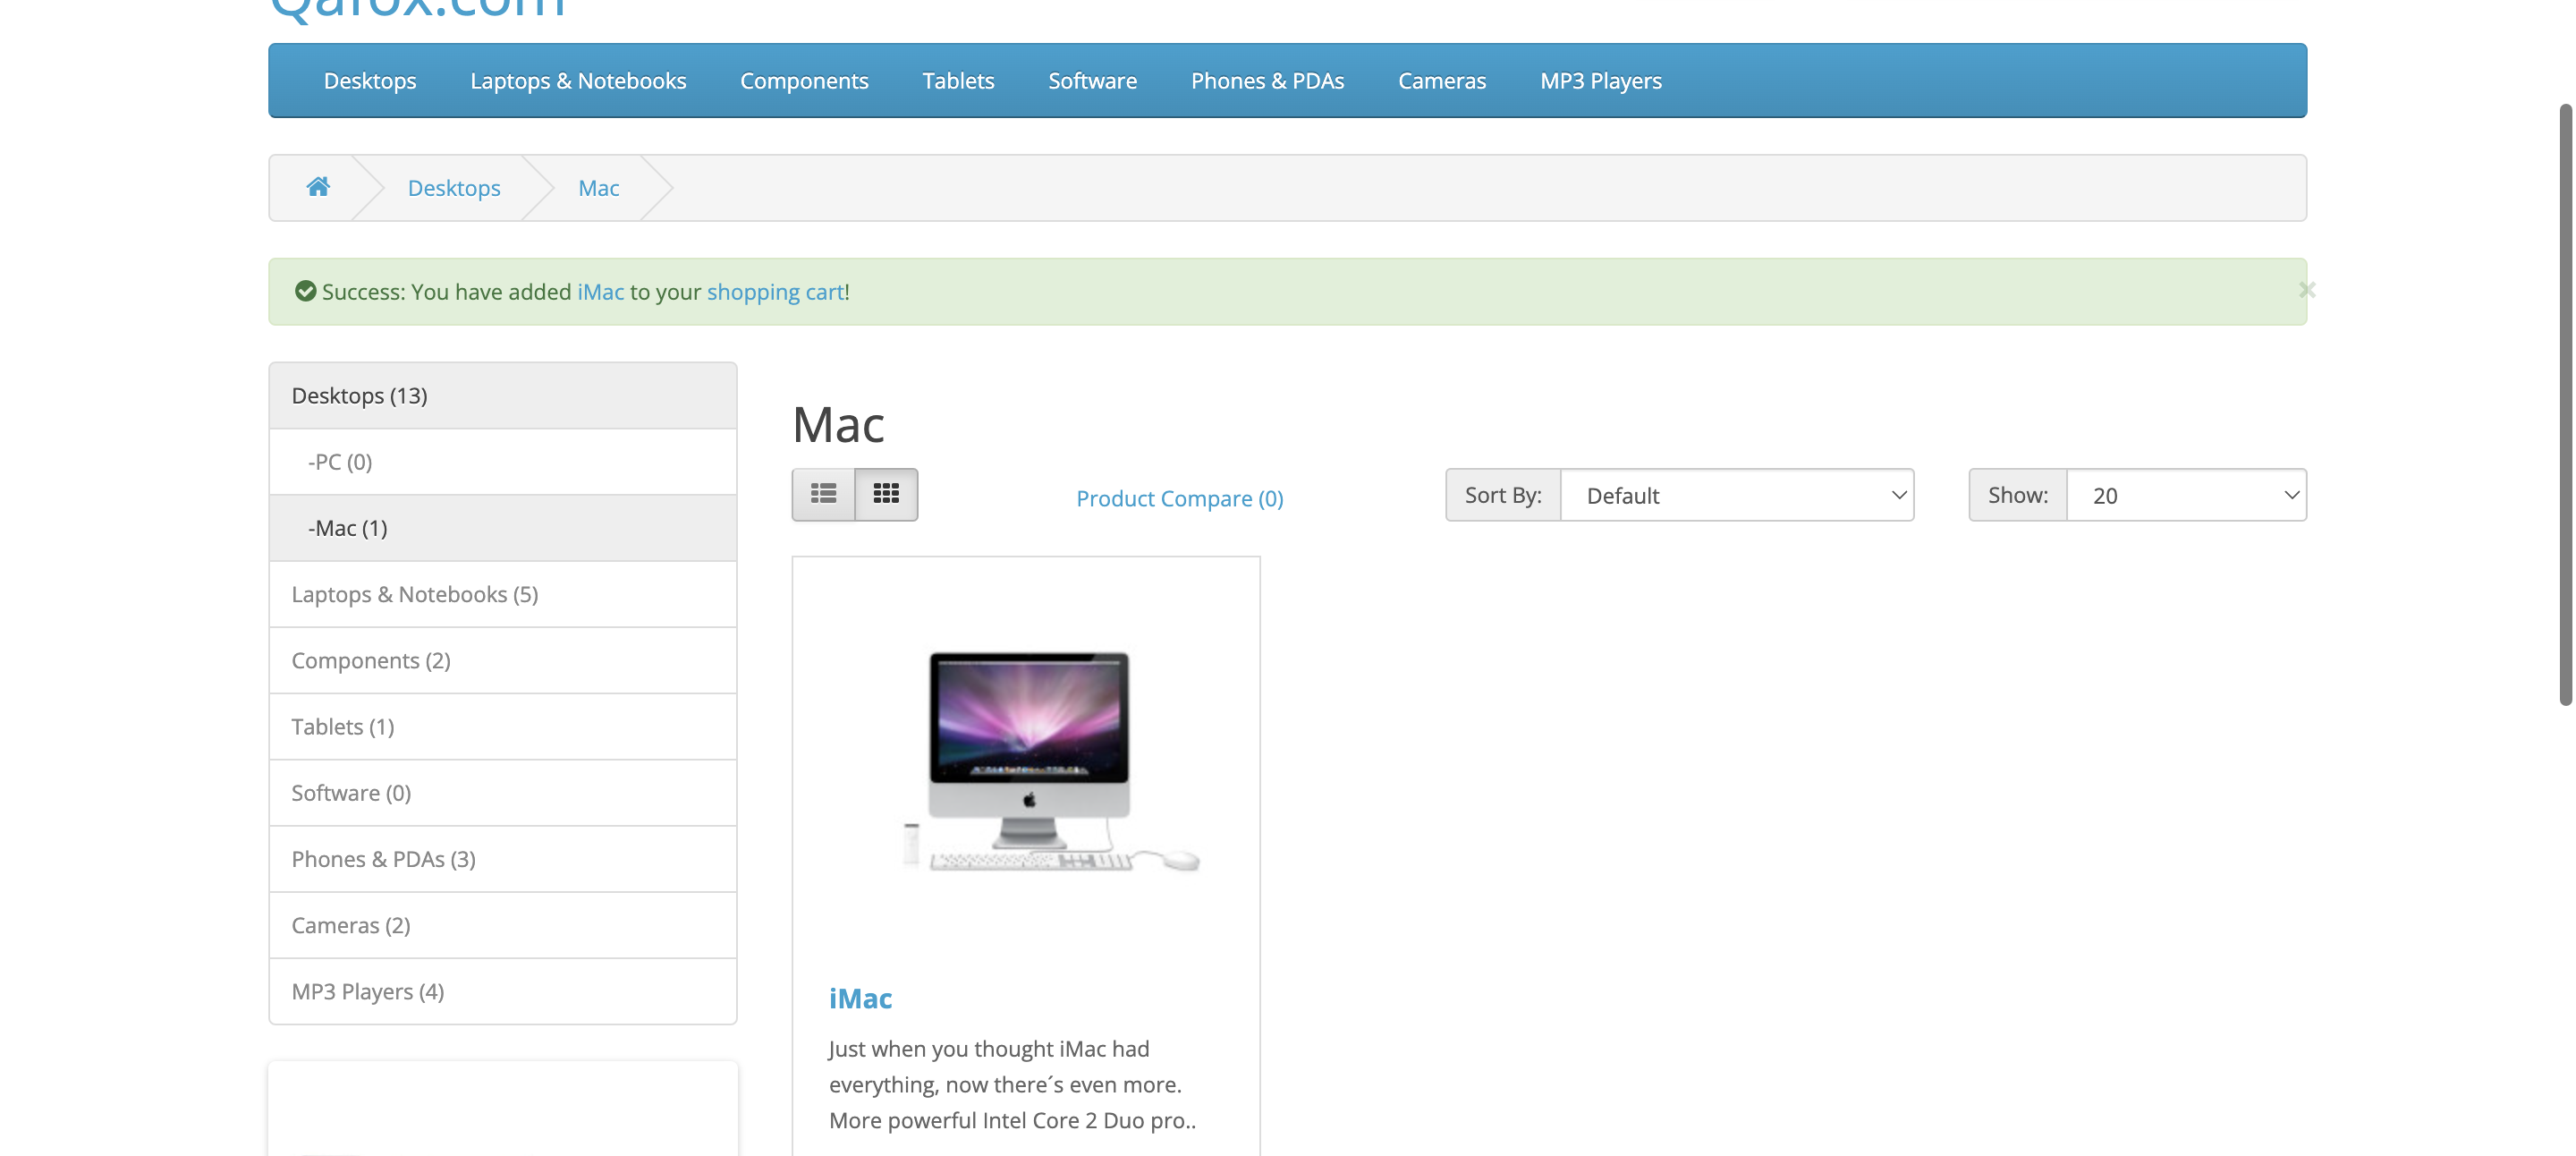 Qafox.com
Desktops Laptops & Notebooks Components Tablets Software Phones & PDAs Cameras MP3 Players
Desktops Mac
Success: You have added iMac to your shopping cart!
×
Desktops (13)
-PC (0)
-Mac (1)
Laptops & Notebooks (5)
Components (2)
Tablets (1)
Software (0)
Phones & PDAs (3)
Cameras (2)
MP3 Players (4)
Mac
Product Compare (0) Sort By: Default Show: 20
iMac
Just when you thought iMac had
everything, now there´s even more.
More powerful Intel Core 2 Duo pro..